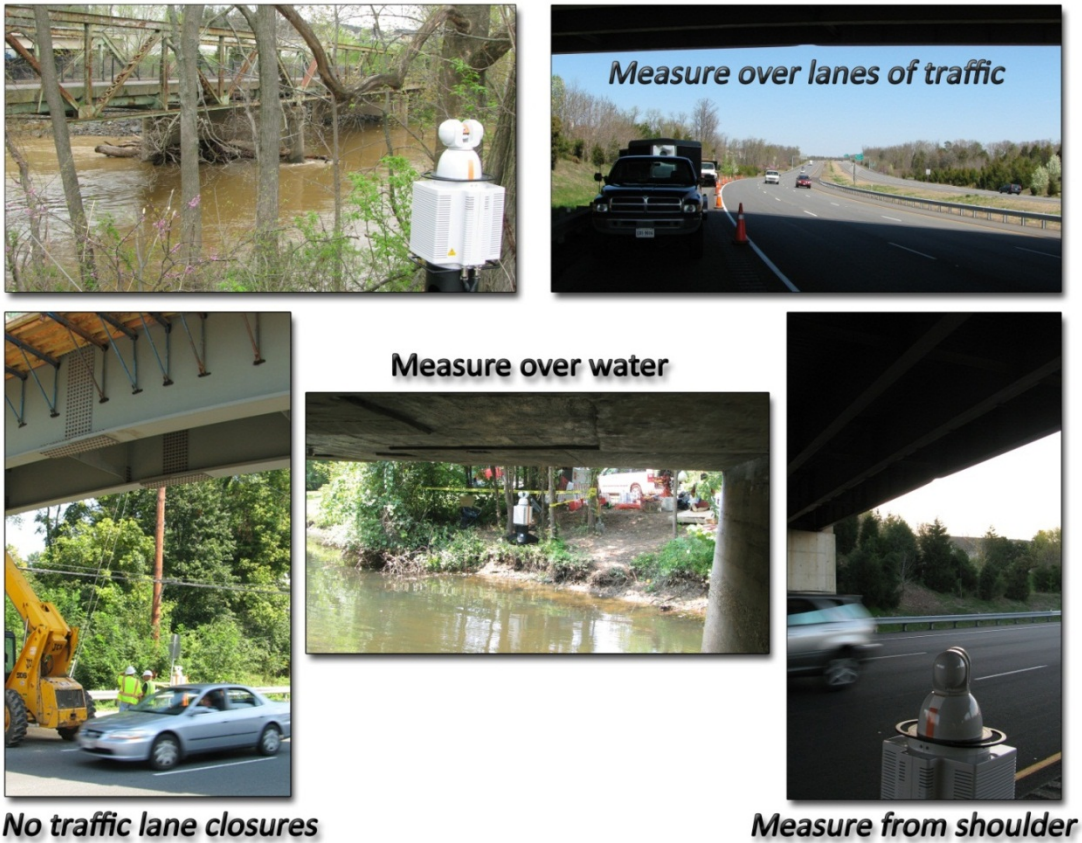 Measure over lanes of traffic
Measure over water
No traffic lane closures
Measure from shoulder